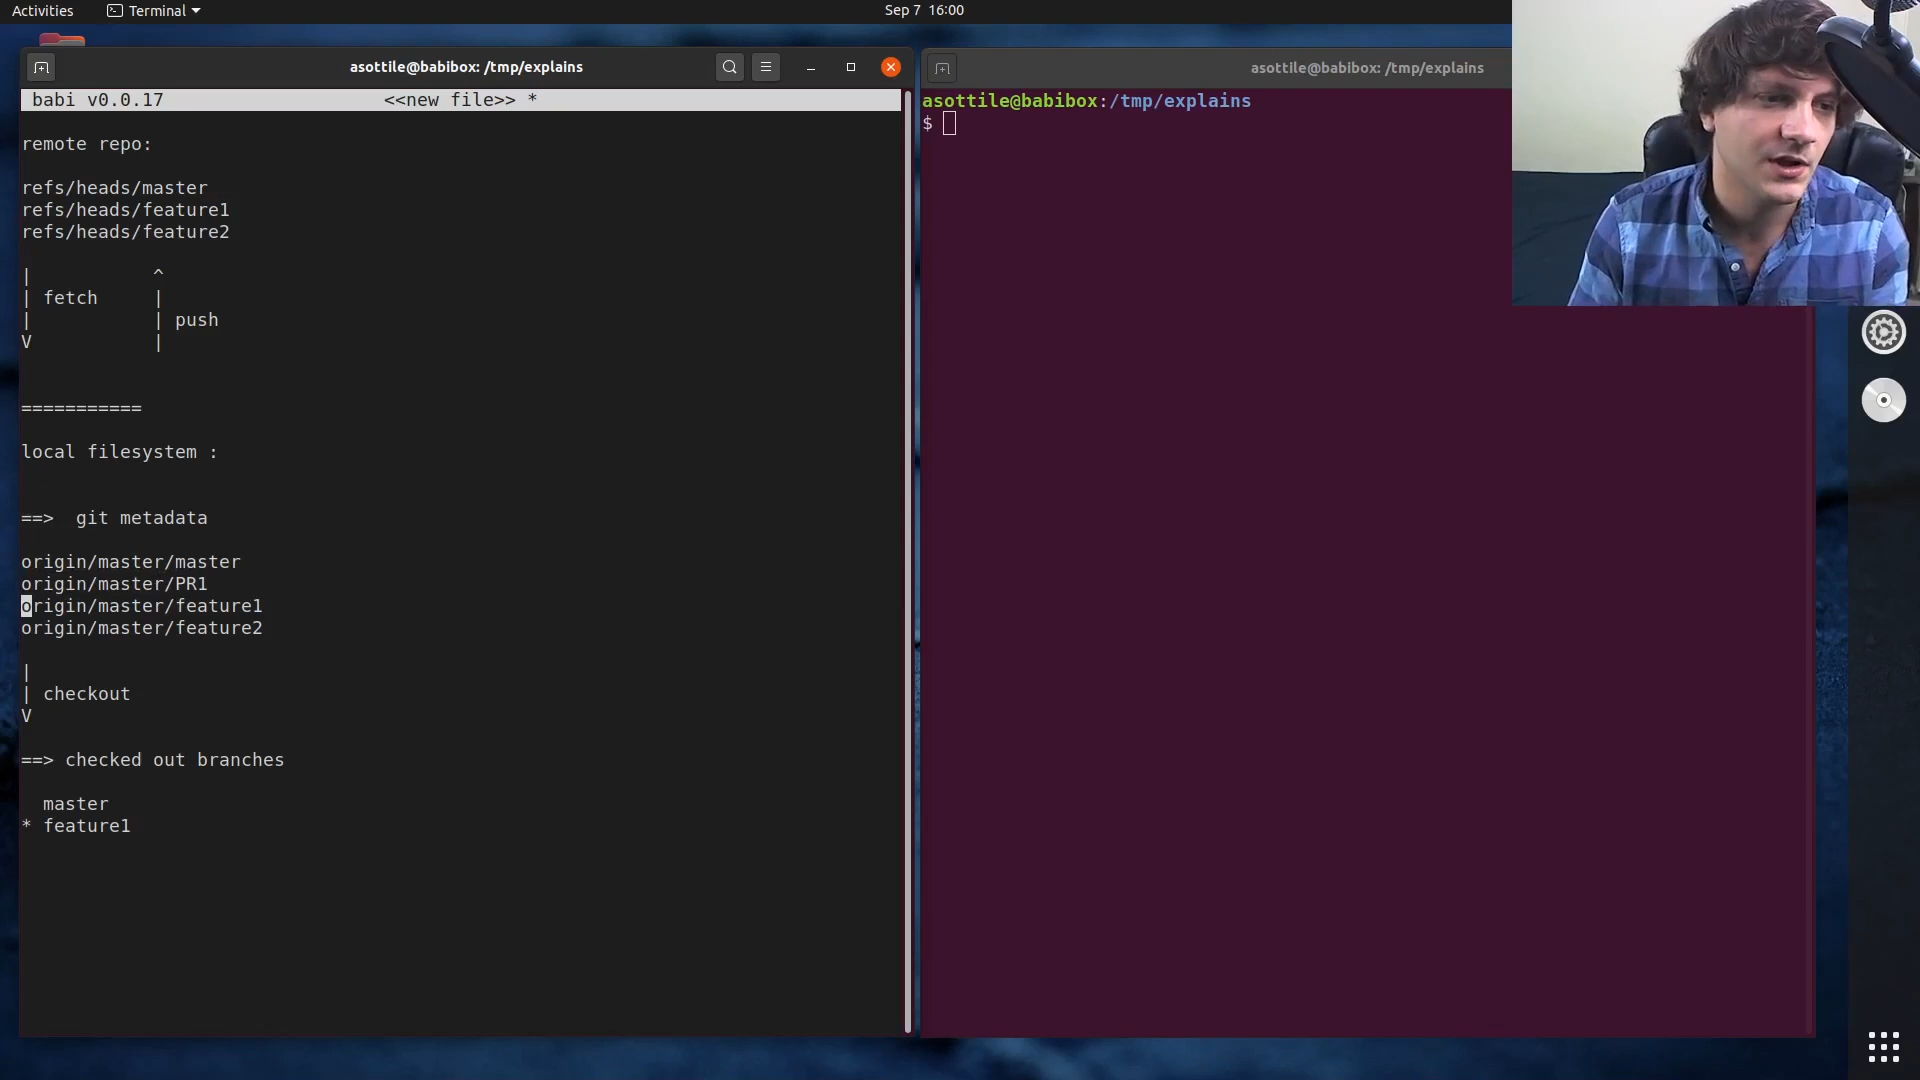 Activities
Terminal
Sep 7 16:00
asottile@babibox: /tmp/explains
babi v0.0.17 <<new file>> *
remote repo:
refs/heads/master
refs/heads/feature1
refs/heads/feature2
| ^
| fetch |
| | push
V |
===========
local filesystem :
==> git metadata
origin/master/master
origin/master/PR1
origin/master/feature1
origin/master/feature2
|
| checkout
V
==> checked out branches
master
* feature1
asottile@babibox: /tmp/explains
asottile@babibox:/tmp/explains
$